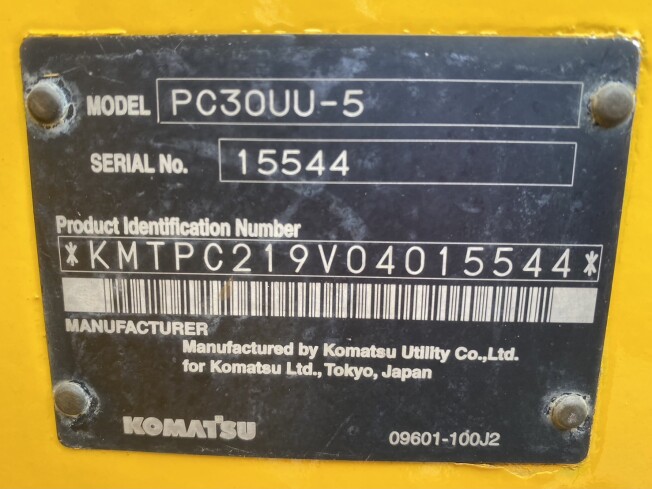 MODEL PC30UU-5
SERIAL No. 15544
Product Identification Number
*KMTPC219V04015544*
MANUFACTURER
Manufactured by Komatsu Utility Co.,Ltd.
for Komatsu Ltd., Tokyo, Japan
KOMATSU
09601-100J2